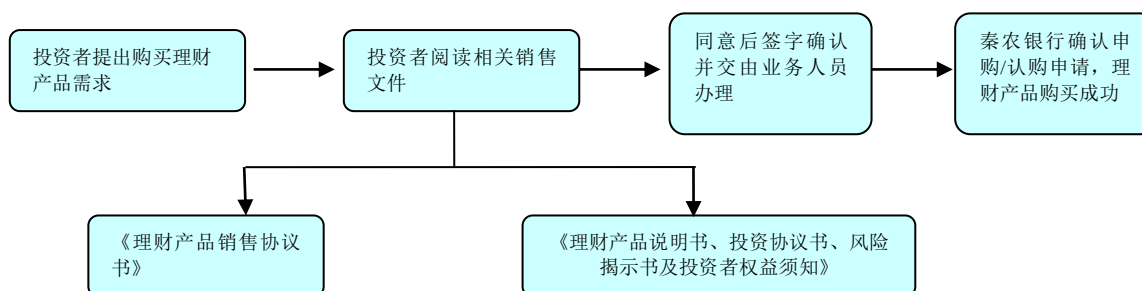 投资者提出购买理财
产品需求
投资者阅读相关销售
文件
同意后签字确认
并交由业务人员
办理
秦农银行确认申
购/认购申请，理
财产品购买成功
《理财产品销售协议
书》
《理财产品说明书、投资协议书、风险
揭示书及投资者权益须知》